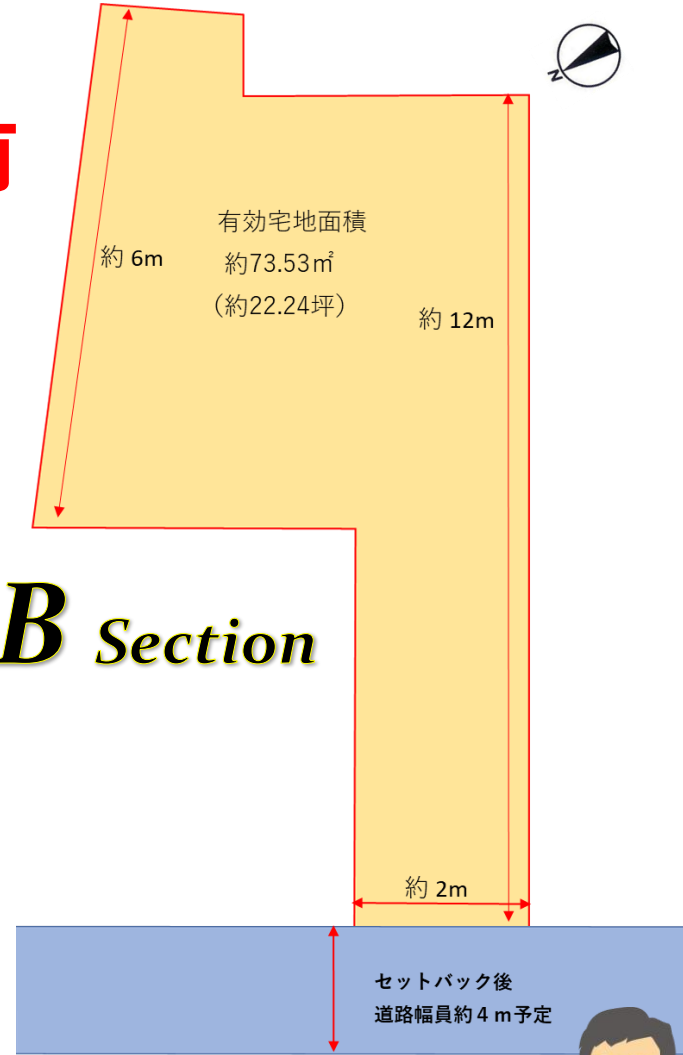 N
有効宅地面積
約 6m
約73.53㎡
（約22.24坪）
約 12m
B Section
約 2m
セットバック後
道路幅員約４ｍ予定